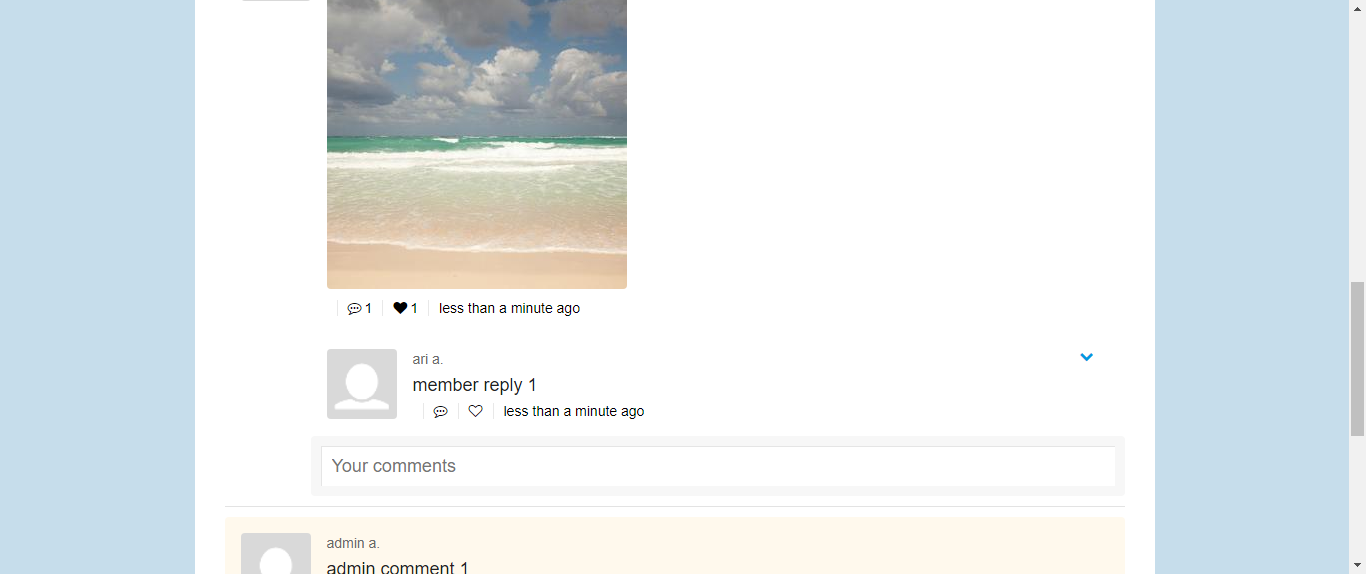 1 1 less than a minute ago
ari a.
member reply 1
less than a minute ago
Your comments
admin a.
admin comment 1